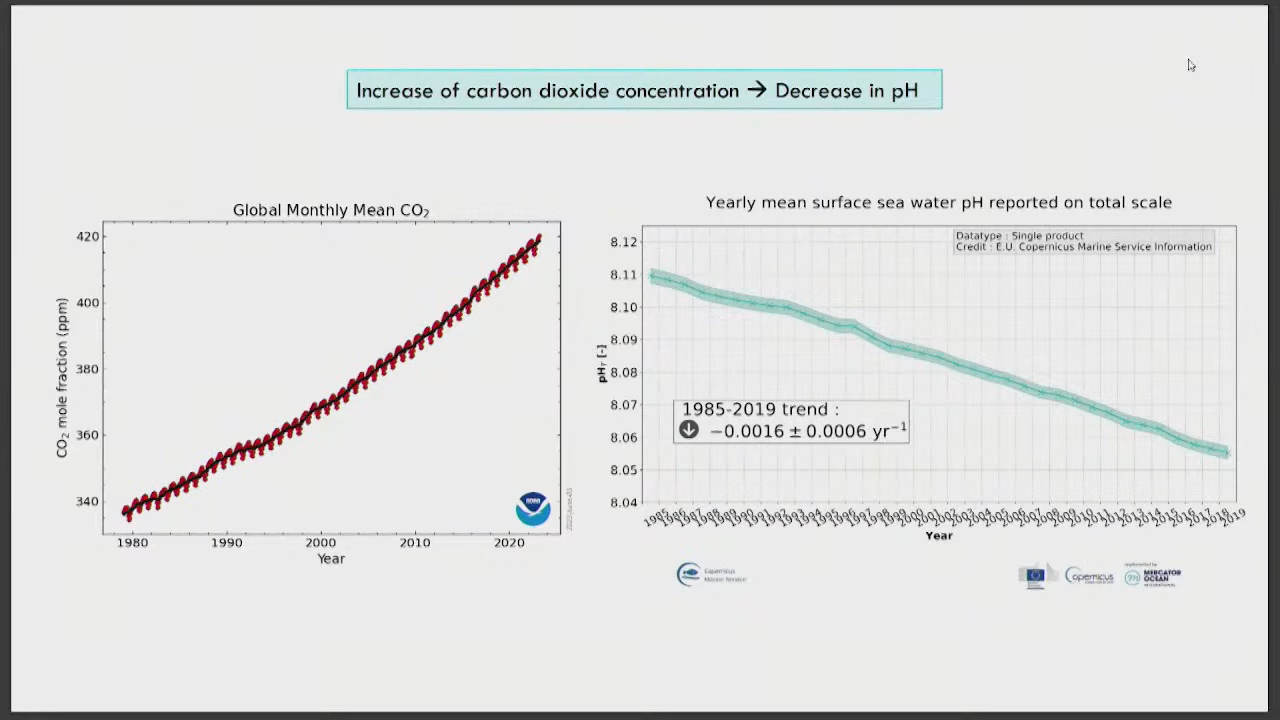 Increase of carbon dioxide concentration → Decrease in pH
Global Monthly Mean CO₂
420
400
380
360
340
CO₂ mole fraction (ppm)
1980 1990 2000 2010 2020
Year
NOAA
Yearly mean surface sea water pH reported on total scale
Datatype : Single product
Credit : E.U. Copernicus Marine Service Information
8.12
8.11
8.10
8.09
8.08
8.07
8.06
8.05
8.04
pH_T [-]
1985-2019 trend :
−0.0016 ± 0.0006 yr⁻¹
1985 1986 1987 1988 1989 1990 1991 1992 1993 1994 1995 1996 1997 1998 1999 2000 2001 2002 2003 2004 2005 2006 2007 2008 2009 2010 2011 2012 2013 2014 2015 2016 2017 2018 2019
Year
Copernicus
Marine Service
opernicus
implemented by
MERCATOR
OCEAN